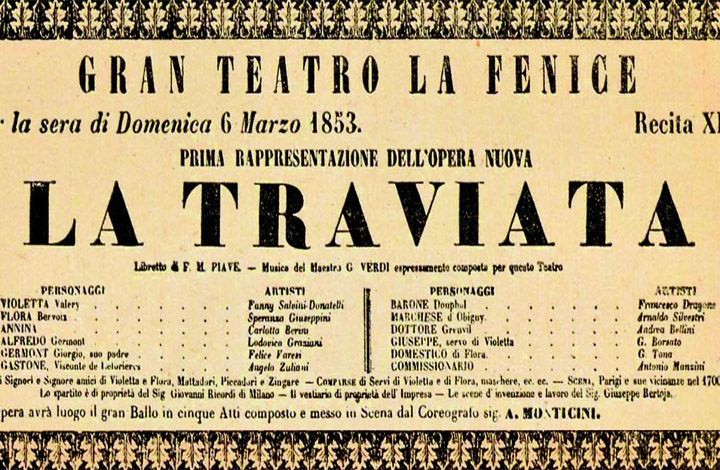 GRAN TEATRO LA FENICE
la sera di Domenica 6 Marzo 1853. Recita X
PRIMA RAPPRESENTAZIONE DELL'OPERA NUOVA
LA TRAVIATA
Libretto di F. M. PIAVE. — Musica del Maestro G. VERDI espressamente composta per questo Teatro
PERSONAGGI ARTISTI PERSONAGGI ARTISTI
VIOLETTA Valery Fanny Salvini-Donatelli BARONE Douphol Francesco Dragone
FLORA Bervoix Speranza Giuseppini MARCHESE d'Obigny Arnaldo Silvestri
ANNINA Carlotta Berini DOTTORE Grenvil Andrea Bellini
ALFREDO Germont Lodovico Graziani GIUSEPPE, servo di Violetta G. Borsato
GERMONT Giorgio, suo padre Felice Varesi DOMESTICO di Flora G. Tona
GASTONE, Visconte de Letorieres Angelo Zuliani COMMISSIONARIO Antonio Manzini
Signori e Signore amici di Violetta e Flora, Mattadori, Piccadori e Zingare — COMPARSE di Servi di Violetta e di Flora, maschere, ec. ec. — SCENA, Parigi e sue vicinanze nel 1700
Lo spartito è di proprietà del Sig Giovanni Ricordi di Milano — Il vestiario di proprietà dell' Impresa — Le scene d'invenzione e lavoro del Sig. Giuseppe Bertoja.
pera avrà luogo il gran Ballo in cinque Atti composto e messo in Scena dal Coreografo sig. A. MONTICINI.